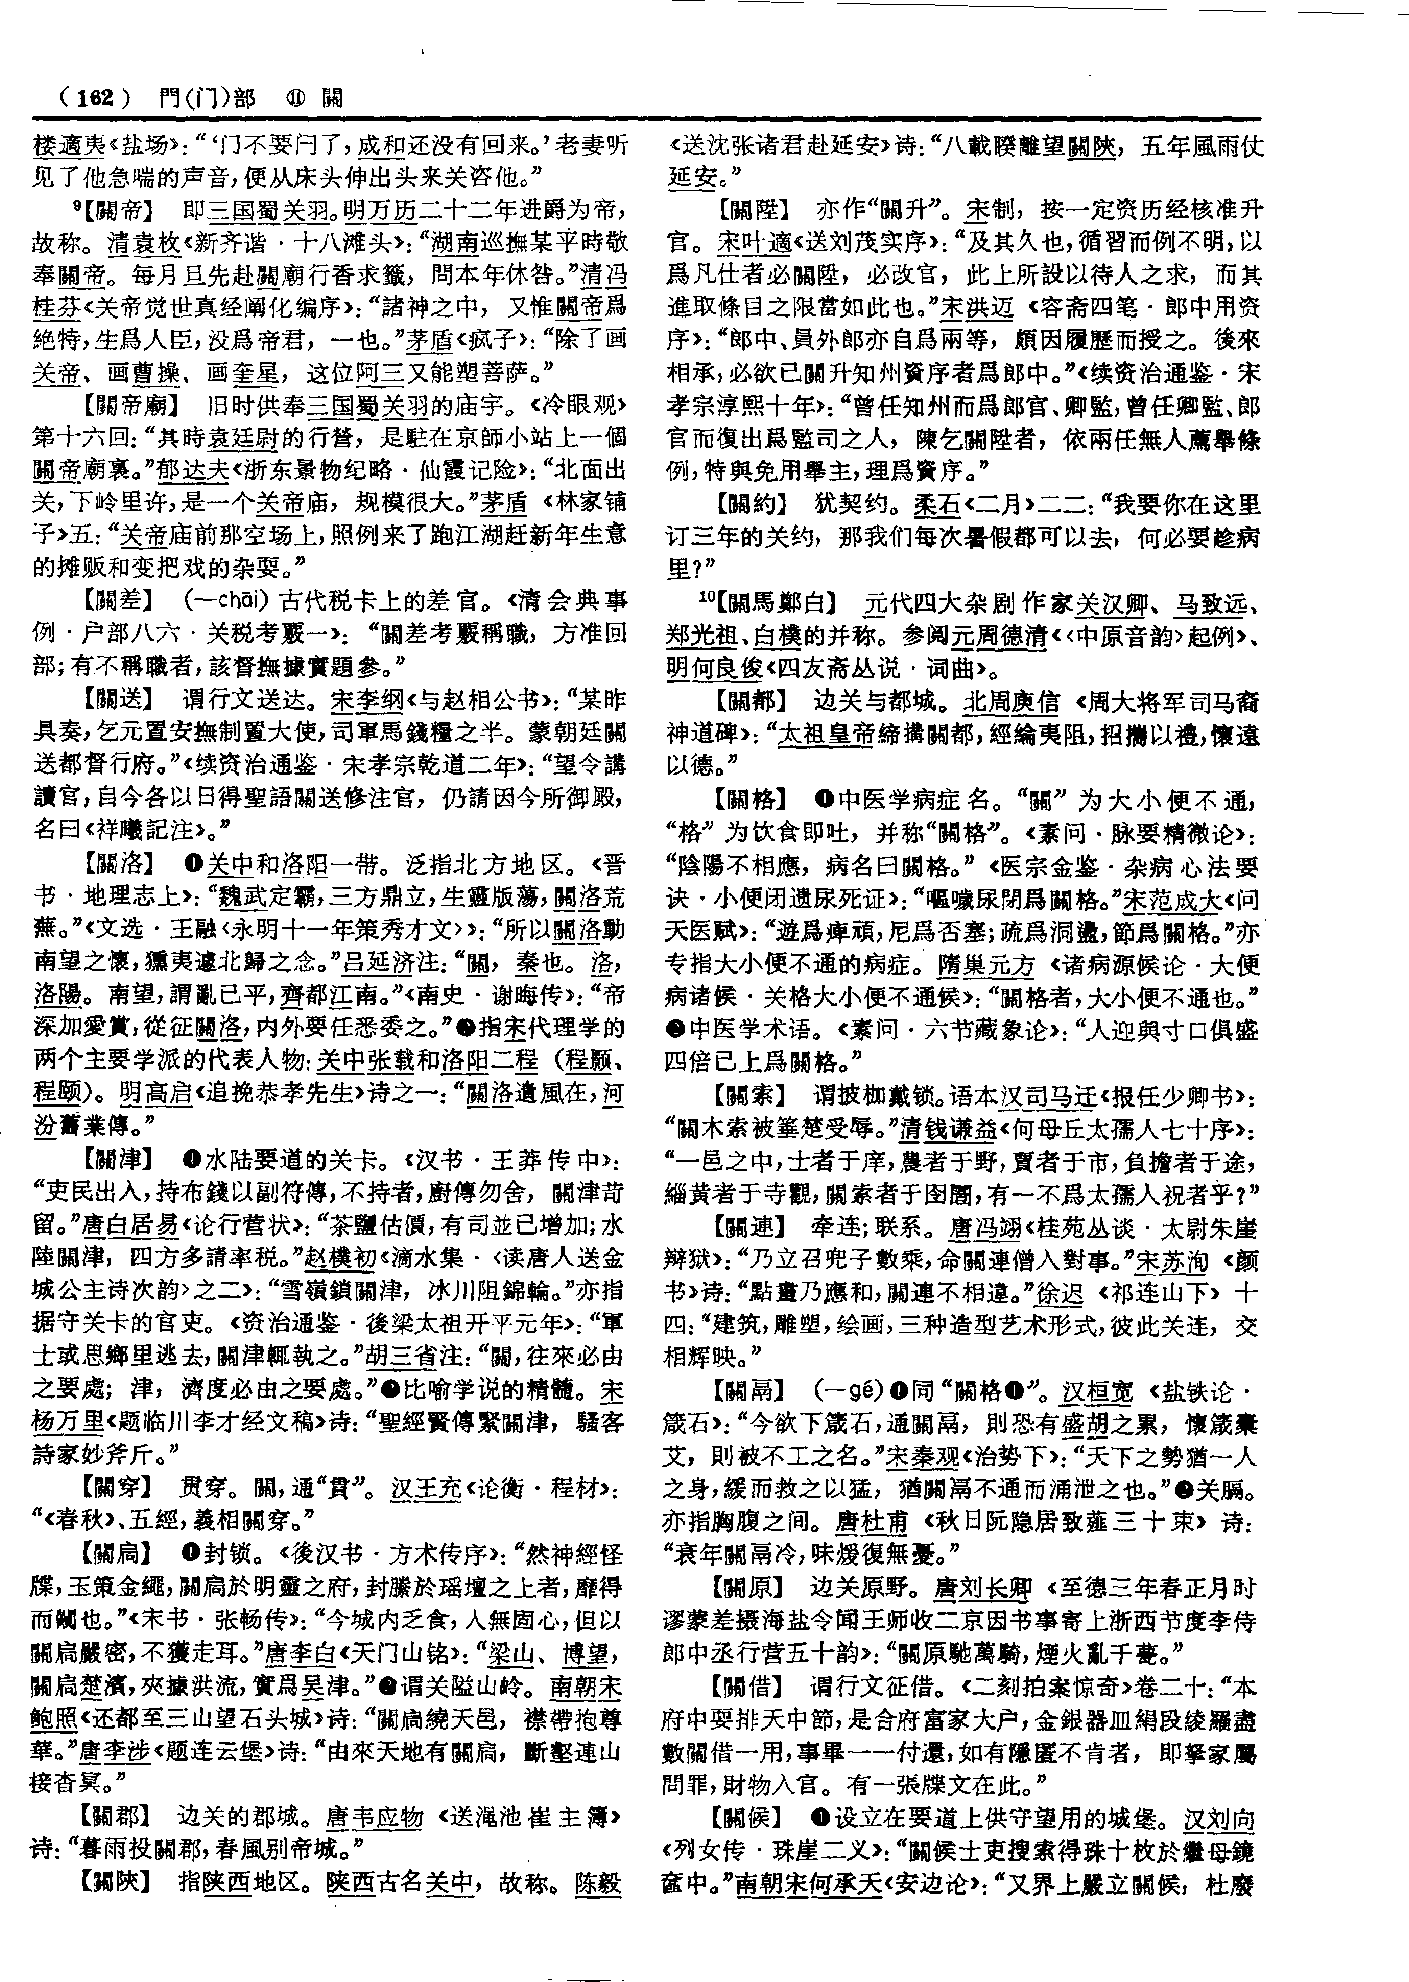 （162） 門(门)部 ⑪ 關
楼適夷《盐场》：“‘门不要闩了，成和还没有回来。’老妻听
见了他急喘的声音，便从床头伸出头来关咨他。”
⁹【關帝】 即三国蜀关羽。明万历二十二年进爵为帝，
故称。清袁枚《新齐谐·十八滩头》：“湖南巡撫某平時敬
奉關帝。每月旦先赴關廟行香求籤，問本年休咎。”清冯
桂芬《关帝觉世真经阐化编序》：“諸神之中，又惟關帝爲
絶特，生爲人臣，没爲帝君，一也。”茅盾《疯子》：“除了画
关帝、画曹操、画奎星，这位阿三又能塑菩萨。”
【關帝廟】 旧时供奉三国蜀关羽的庙宇。《冷眼观》
第十六回：“其時袁廷尉的行營，是駐在京師小站上一個
關帝廟裏。”郁达夫《浙东景物纪略·仙霞记险》：“北面出
关，下岭里许，是一个关帝庙，规模很大。”茅盾《林家铺
子》五：“关帝庙前那空场上，照例来了跑江湖赶新年生意
的摊贩和变把戏的杂耍。”
【關差】 (—chāi) 古代税卡上的差官。《清会典事
例·户部八六·关税考覈一》：“關差考覈稱職，方准回
部；有不稱職者，該督撫據實題參。”
【關送】 谓行文送达。宋李纲《与赵相公书》：“某昨
具奏，乞元置安撫制置大使，司軍馬錢糧之半。蒙朝廷關
送都督行府。”《续资治通鉴·宋孝宗乾道二年》：“望令講
讀官，自今各以日得聖語關送修注官，仍請因今所御殿，
名曰《祥曦記注》。”
【關洛】 ❶关中和洛阳一带。泛指北方地区。《晋
书·地理志上》：“魏武定霸，三方鼎立，生靈版蕩，關洛荒
蕪。”《文选·王融〈永明十一年策秀才文〉》：“所以關洛動
南望之懷，獯夷遽北歸之念。”吕延济注：“關，秦也。洛，
洛陽。南望，謂亂已平，齊都江南。”《南史·谢晦传》：“帝
深加愛賞，從征關洛，内外要任悉委之。”❷指宋代理学的
两个主要学派的代表人物：关中张载和洛阳二程（程颢、
程颐）。明高启《追挽恭孝先生》诗之一：“關洛遺風在，河
汾舊業傳。”
【關津】 ❶水陆要道的关卡。《汉书·王莽传中》：
“吏民出入，持布錢以副符傳，不持者，廚傳勿舍，關津苛
留。”唐白居易《论行营状》：“茶鹽估價，有司並已增加；水
陸關津，四方多請率税。”赵樸初《滴水集·〈读唐人送金
城公主诗次韵〉之二》：“雪嶺鎖關津，冰川阻錦輪。”亦指
据守关卡的官吏。《资治通鉴·後梁太祖开平元年》：“軍
士或思鄉里逃去，關津輒執之。”胡三省注：“關，往來必由
之要處；津，濟度必由之要處。”❷比喻学说的精髓。宋
杨万里《题临川李才经文稿》诗：“聖經賢傳緊關津，騷客
詩家妙斧斤。”
【關穿】 贯穿。關，通“貫”。汉王充《论衡·程材》：
“《春秋》、五經，義相關穿。”
【關扃】 ❶封锁。《後汉书·方术传序》：“然神經怪
牒，玉策金繩，關扃於明靈之府，封縢於瑶壇之上者，靡得
而闚也。”《宋书·张畅传》：“今城内乏食，人無固心，但以
關扃嚴密，不獲走耳。”唐李白《天门山铭》：“梁山、博望，
關扃楚濱，夾據洪流，實爲吴津。”❷谓关隘山岭。南朝宋
鲍照《还都至三山望石头城》诗：“關扃繞天邑，襟帶抱尊
華。”唐李涉《题连云堡》诗：“由來天地有關扃，斷壑連山
接杳冥。”
【關郡】 边关的郡城。唐韦应物《送渑池崔主簿》
诗：“暮雨投關郡，春風别帝城。”
【關陝】 指陕西地区。陕西古名关中，故称。陈毅
《送沈张诸君赴延安》诗：“八載睽離望關陝，五年風雨仗
延安。”
【關陞】 亦作“關升”。宋制，按一定资历经核准升
官。宋叶適《送刘茂实序》：“及其久也，循習而例不明，以
爲凡仕者必關陞，必改官，此上所設以待人之求，而其
進取條目之限當如此也。”宋洪迈《容斋四笔·郎中用资
序》：“郎中、員外郎亦自爲兩等，頗因履歷而授之。後來
相承，必欲已關升知州資序者爲郎中。”《续资治通鉴·宋
孝宗淳熙十年》：“曾任知州而爲郎官、卿監，曾任卿監、郎
官而復出爲監司之人，陳乞關陞者，依兩任無人薦舉條
例，特與免用舉主，理爲資序。”
【關約】 犹契约。柔石《二月》二二：“我要你在这里
订三年的关约，那我们每次暑假都可以去，何必要趁病
里？”
¹⁰【關馬鄭白】 元代四大杂剧作家关汉卿、马致远、
郑光祖、白樸的并称。参阅元周德清《〈中原音韵〉起例》、
明何良俊《四友斋丛说·词曲》。
【關都】 边关与都城。北周庾信《周大将军司马裔
神道碑》：“太祖皇帝締搆關都，經綸夷阻，招攜以禮，懷遠
以德。”
【關格】 ❶中医学病症名。“關”为大小便不通，
“格”为饮食即吐，并称“關格”。《素问·脉要精微论》：
“陰陽不相應，病名曰關格。”《医宗金鉴·杂病心法要
诀·小便闭遗尿死证》：“嘔噦尿閉爲關格。”宋范成大《问
天医赋》：“遊爲痺頑，尼爲否塞；疏爲洞盪，節爲關格。”亦
专指大小便不通的病症。隋巢元方《诸病源候论·大便
病诸候·关格大小便不通候》：“關格者，大小便不通也。”
❷中医学术语。《素问·六节藏象论》：“人迎與寸口俱盛
四倍已上爲關格。”
【關索】 谓披枷戴锁。语本汉司马迁《报任少卿书》：
“關木索被箠楚受辱。”清钱谦益《何母丘太孺人七十序》：
“一邑之中，士者于庠，農者于野，賈者于市，負擔者于途，
緇黄者于寺觀，關索者于囹圄，有一不爲太孺人祝者乎？”
【關連】 牵连；联系。唐冯翊《桂苑丛谈·太尉朱崖
辩狱》：“乃立召兜子數乘，命關連僧入對事。”宋苏洵《颜
书》诗：“點畫乃應和，關連不相違。”徐迟《祁连山下》十
四：“建筑，雕塑，绘画，三种造型艺术形式，彼此关连，交
相辉映。”
【關鬲】 (—gé)❶同“關格❶”。汉桓宽《盐铁论·
箴石》：“今欲下箴石，通關鬲，則恐有盛胡之累，懷箴橐
艾，則被不工之名。”宋秦观《治势下》：“天下之勢猶一人
之身，緩而救之以猛，猶關鬲不通而涌泄之也。”❷关膈。
亦指胸腹之间。唐杜甫《秋日阮隐居致薤三十束》诗：
“衰年關鬲冷，味煖復無憂。”
【關原】 边关原野。唐刘长卿《至德三年春正月时
谬蒙差摄海盐令闻王师收二京因书事寄上浙西节度李侍
郎中丞行营五十韵》：“關原馳萬騎，煙火亂千甍。”
【關借】 谓行文征借。《二刻拍案惊奇》卷二十：“本
府中要排天中節，是合府富家大户，金銀器皿絹段綾羅盡
數關借一用，事畢一一付還，如有隱匿不肯者，即拏家屬
問罪，財物入官。有一張牒文在此。”
【關候】 ❶设立在要道上供守望用的城堡。汉刘向
《列女传·珠崖二义》：“關候士吏搜索得珠十枚於繼母鏡
奩中。”南朝宋何承天《安边论》：“又界上嚴立關候，杜廢